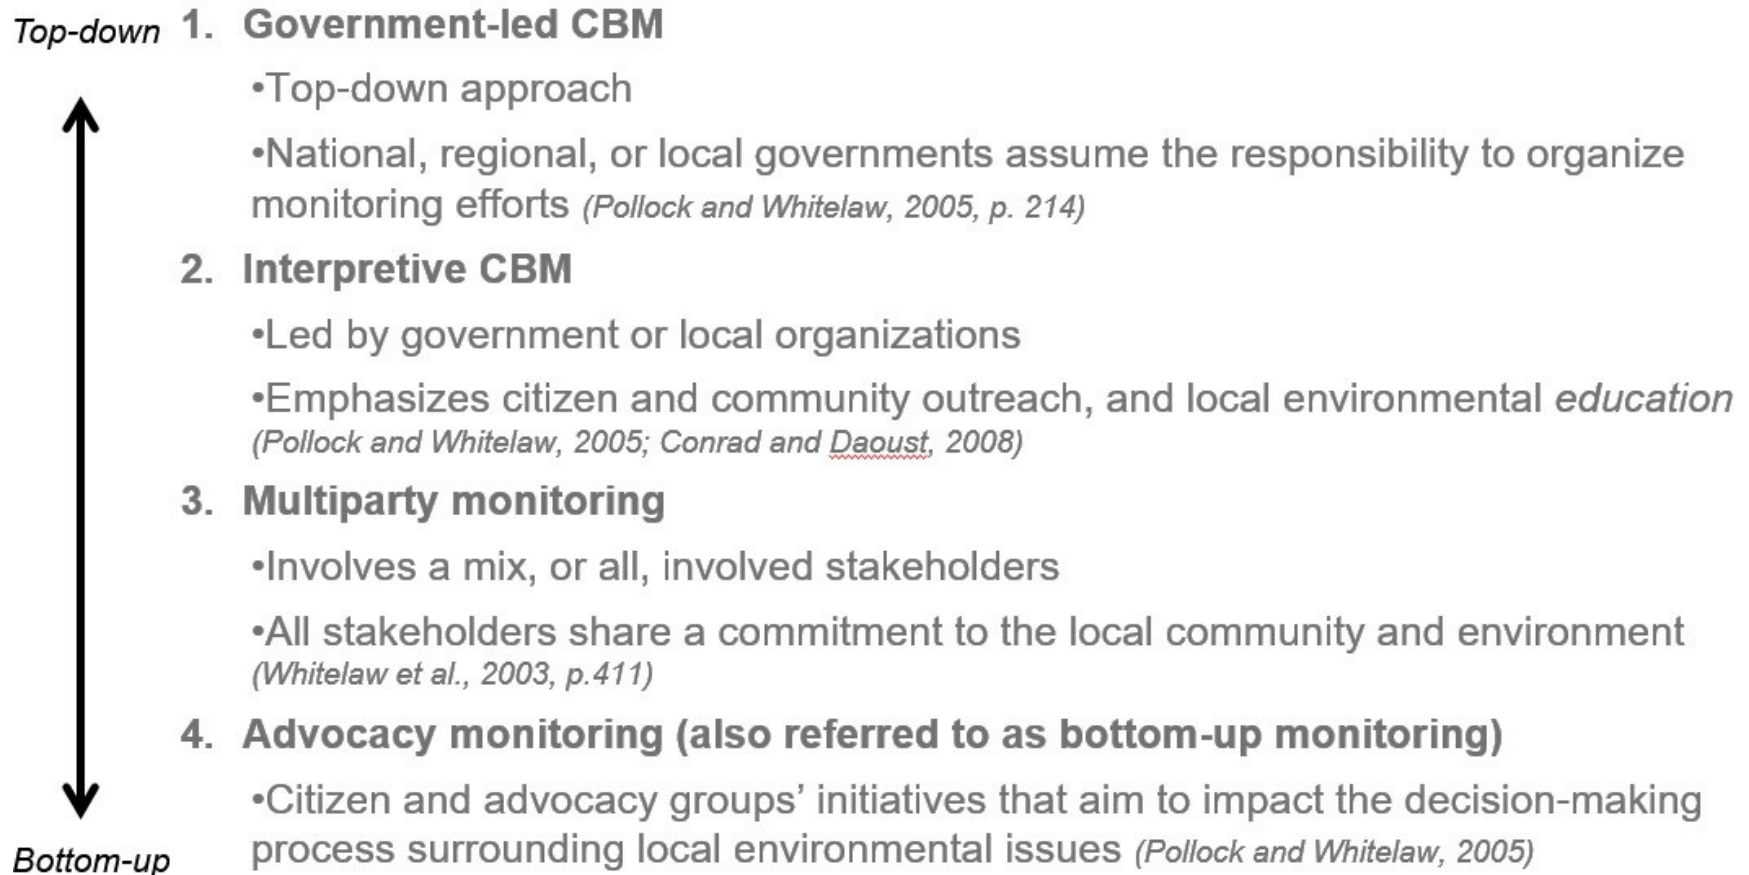 Top-down
1. Government-led CBM
•Top-down approach
•National, regional, or local governments assume the responsibility to organize
monitoring efforts (Pollock and Whitelaw, 2005, p. 214)
2. Interpretive CBM
•Led by government or local organizations
•Emphasizes citizen and community outreach, and local environmental education
(Pollock and Whitelaw, 2005; Conrad and Daoust, 2008)
3. Multiparty monitoring
•Involves a mix, or all, involved stakeholders
•All stakeholders share a commitment to the local community and environment
(Whitelaw et al., 2003, p.411)
4. Advocacy monitoring (also referred to as bottom-up monitoring)
•Citizen and advocacy groups’ initiatives that aim to impact the decision-making
process surrounding local environmental issues (Pollock and Whitelaw, 2005)
Bottom-up